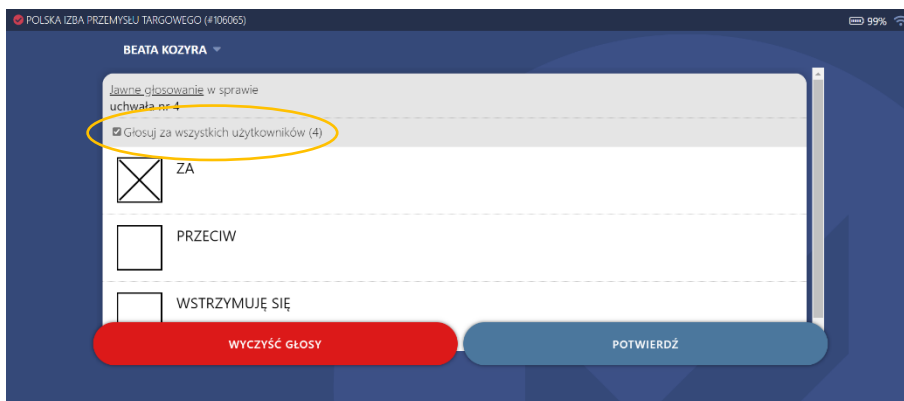 POLSKA IZBA PRZEMYSŁU TARGOWEGO (#106065)
99%
BEATA KOZYRA
Jawne głosowanie w sprawie
uchwała nr 4
Głosuj za wszystkich użytkowników (4)
ZA
PRZECIW
WSTRZYMUJĘ SIĘ
WYCZYŚĆ GŁOSY
POTWIERDŹ